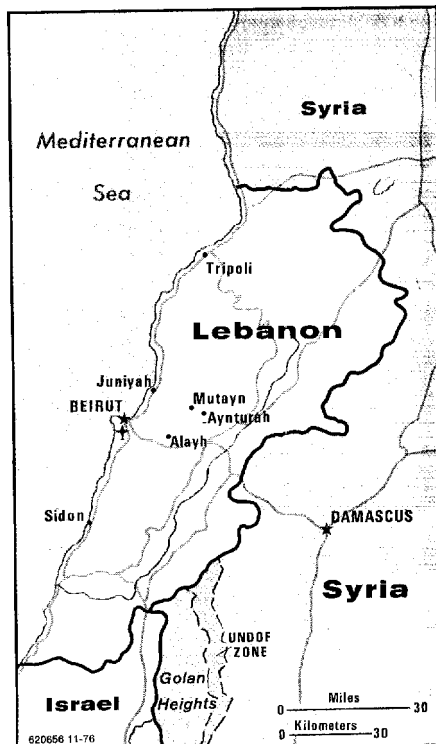 Syria
Mediterranean
Sea
Tripoli
Lebanon
Juniyah
Mutayn
BEIRUT
Aynturah
Alayh
Sidon
DAMASCUS
Syria
UNDOF
ZONE
Golan
Heights
Israel
Miles
0 30
Kilometers
0 30
620656 11-76